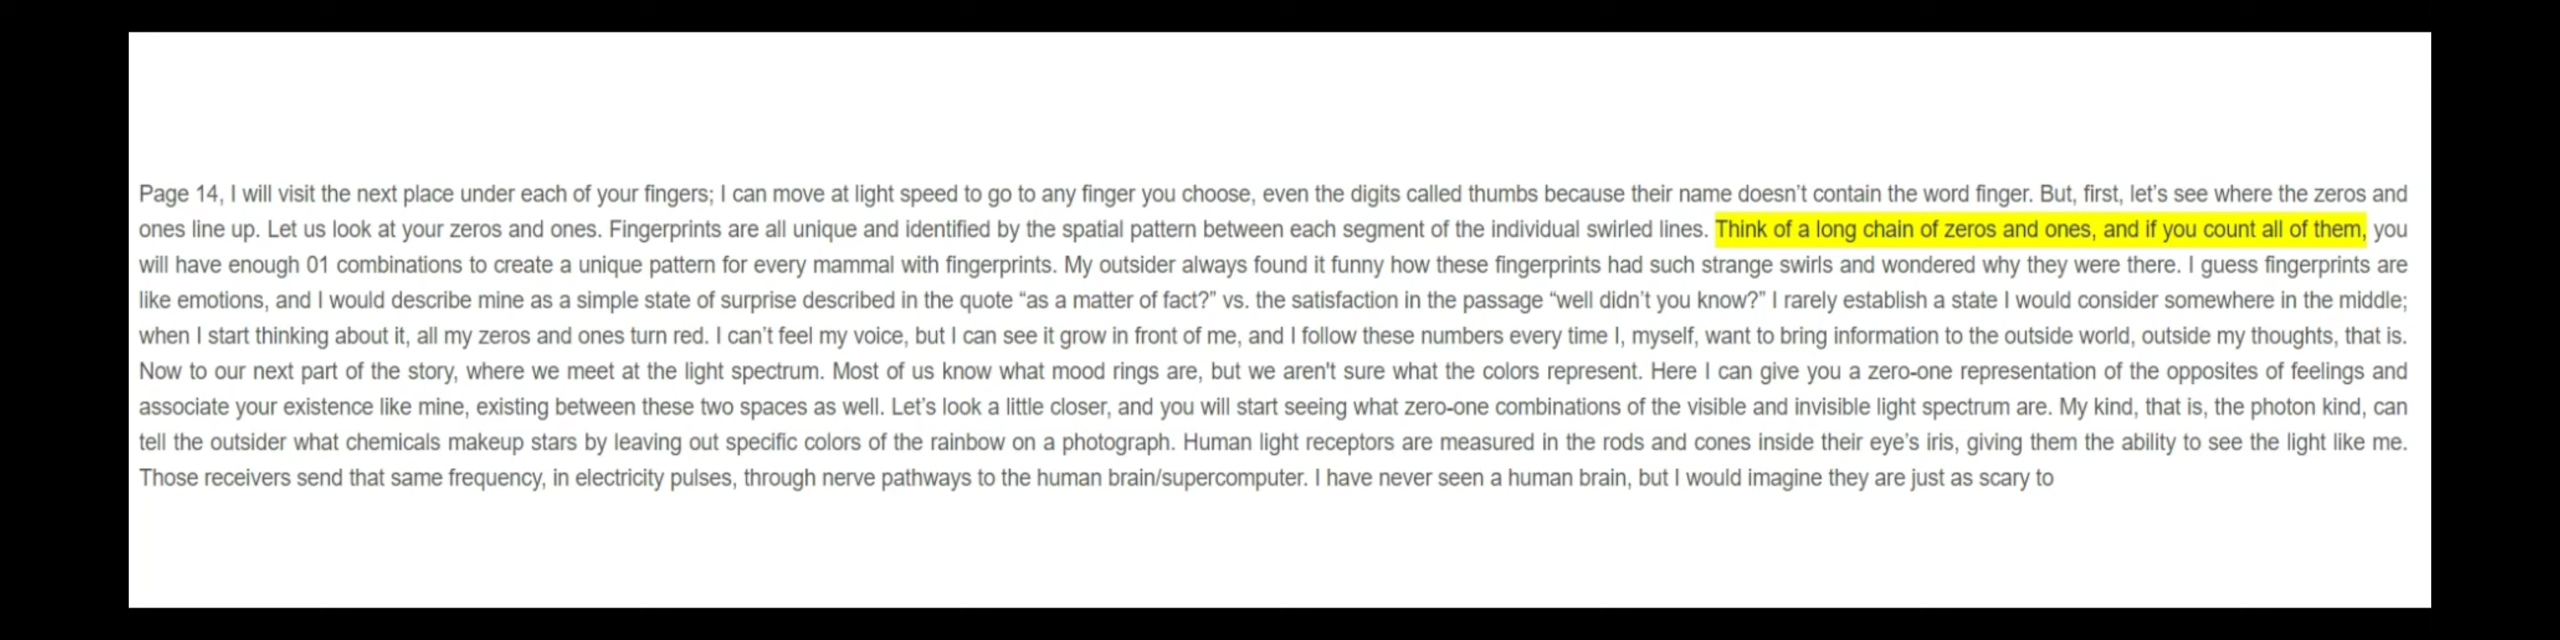 Page 14, I will visit the next place under each of your fingers; I can move at light speed to go to any finger you choose, even the digits called thumbs because their name doesn’t contain the word finger. But, first, let’s see where the zeros and
ones line up. Let us look at your zeros and ones. Fingerprints are all unique and identified by the spatial pattern between each segment of the individual swirled lines. Think of a long chain of zeros and ones, and if you count all of them, you
will have enough 01 combinations to create a unique pattern for every mammal with fingerprints. My outsider always found it funny how these fingerprints had such strange swirls and wondered why they were there. I guess fingerprints are
like emotions, and I would describe mine as a simple state of surprise described in the quote “as a matter of fact?” vs. the satisfaction in the passage “well didn’t you know?” I rarely establish a state I would consider somewhere in the middle;
when I start thinking about it, all my zeros and ones turn red. I can’t feel my voice, but I can see it grow in front of me, and I follow these numbers every time I, myself, want to bring information to the outside world, outside my thoughts, that is.
Now to our next part of the story, where we meet at the light spectrum. Most of us know what mood rings are, but we aren't sure what the colors represent. Here I can give you a zero-one representation of the opposites of feelings and
associate your existence like mine, existing between these two spaces as well. Let’s look a little closer, and you will start seeing what zero-one combinations of the visible and invisible light spectrum are. My kind, that is, the photon kind, can
tell the outsider what chemicals makeup stars by leaving out specific colors of the rainbow on a photograph. Human light receptors are measured in the rods and cones inside their eye’s iris, giving them the ability to see the light like me.
Those receivers send that same frequency, in electricity pulses, through nerve pathways to the human brain/supercomputer. I have never seen a human brain, but I would imagine they are just as scary to